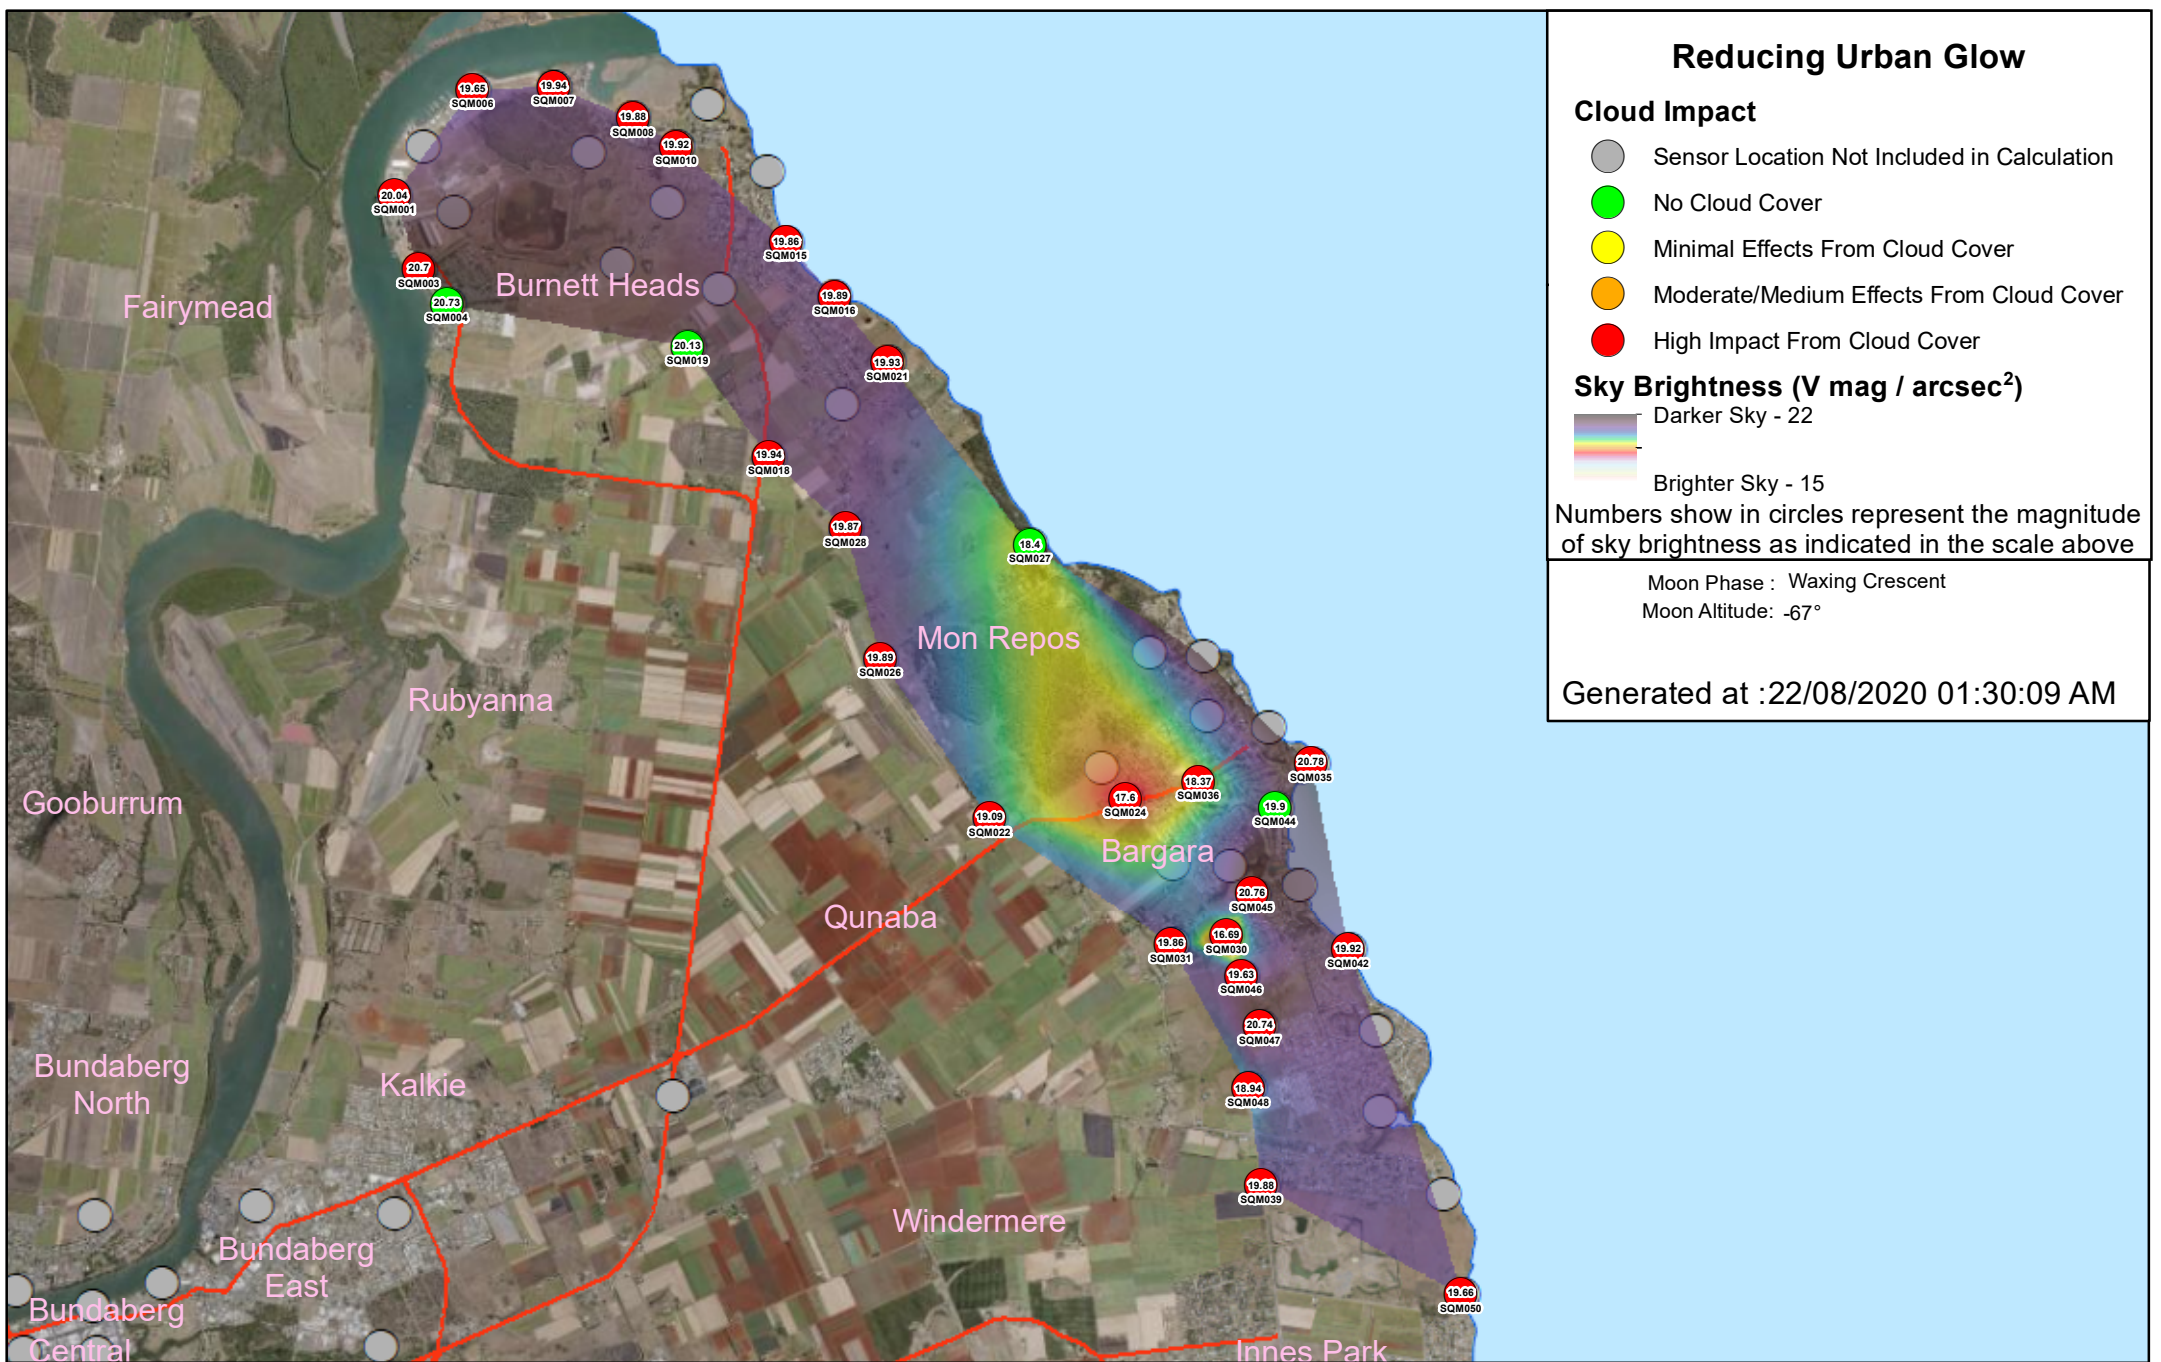 Reducing Urban Glow
Cloud Impact
Sensor Location Not Included in Calculation
No Cloud Cover
Minimal Effects From Cloud Cover
Moderate/Medium Effects From Cloud Cover
High Impact From Cloud Cover
Sky Brightness (V mag / arcsec²)
Darker Sky - 22
Brighter Sky - 15
Numbers show in circles represent the magnitude
of sky brightness as indicated in the scale above
Moon Phase : Waxing Crescent
Moon Altitude: -67°
Generated at :22/08/2020 01:30:09 AM
19.65
SQM006
19.94
SQM007
19.88
SQM008
19.92
SQM010
20.04
SQM001
19.86
SQM015
20.7
SQM003
Burnett Heads
19.89
SQM016
Fairymead
20.73
SQM004
20.13
SQM019
19.93
SQM021
19.94
SQM018
19.87
SQM028
18.4
SQM027
Mon Repos
19.89
SQM026
Rubyanna
20.78
SQM035
18.37
SQM036
17.6
SQM024
19.9
SQM044
Gooburrum
19.09
SQM022
Bargara
20.76
SQM045
Qunaba
19.86
SQM031
16.69
SQM030
19.92
SQM042
19.63
SQM046
20.74
SQM047
Bundaberg
North
Kalkie
18.94
SQM048
19.88
SQM039
Windermere
Bundaberg
East
19.66
SQM050
Bundaberg
Central
Innes Park